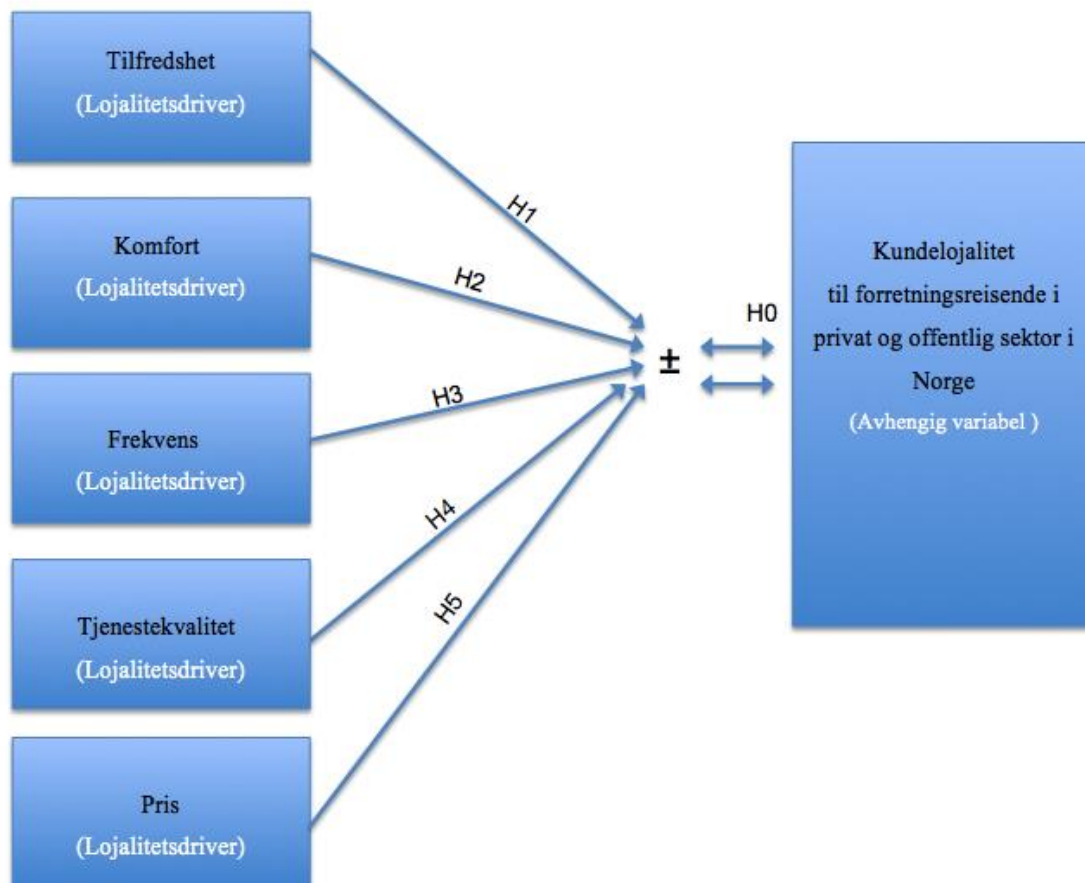 Tilfredshet
(Lojalitetsdriver)
H1
Komfort
(Lojalitetsdriver)
H2
Frekvens
(Lojalitetsdriver)
H3
Tjenestekvalitet
(Lojalitetsdriver)
H4
Pris
(Lojalitetsdriver)
H5
±
H0
Kundelojalitet
til forretningsreisende i
privat og offentlig sektor i
Norge
(Avhengig variabel )